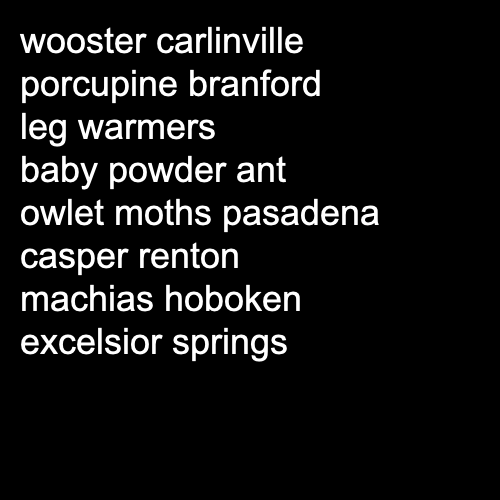 wooster carlinville
porcupine branford
leg warmers
baby powder ant
owlet moths pasadena
casper renton
machias hoboken
excelsior springs